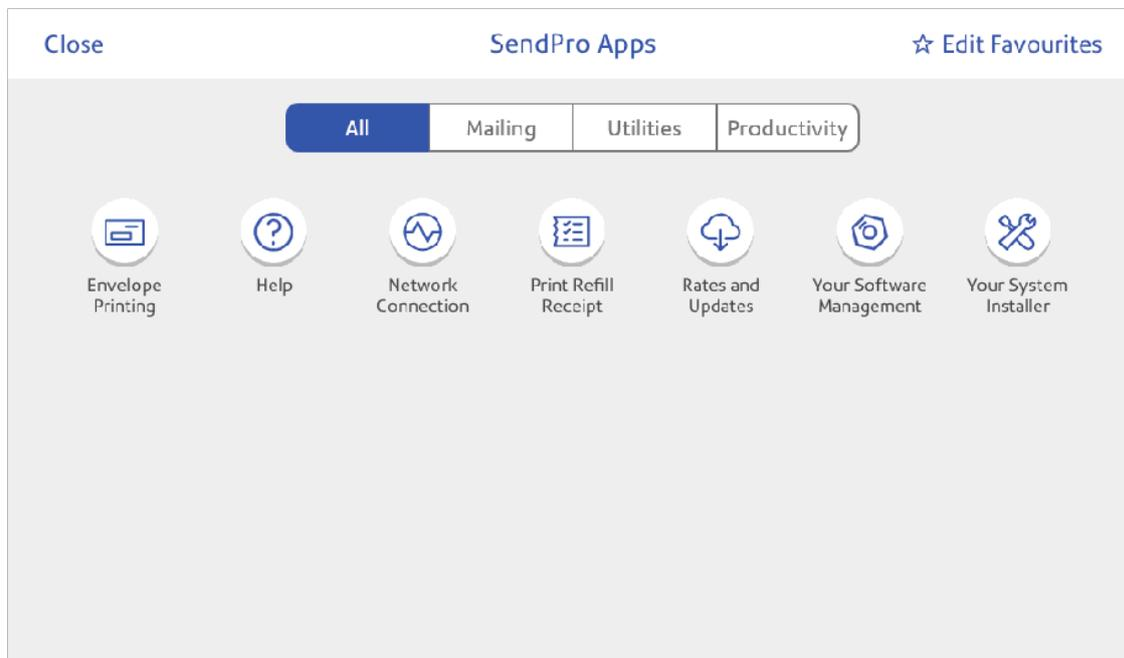 Close SendPro Apps Edit Favourites
All Mailing Utilities Productivity
Envelope Printing
Help
Network Connection
Print Refill Receipt
Rates and Updates
Your Software Management
Your System Installer